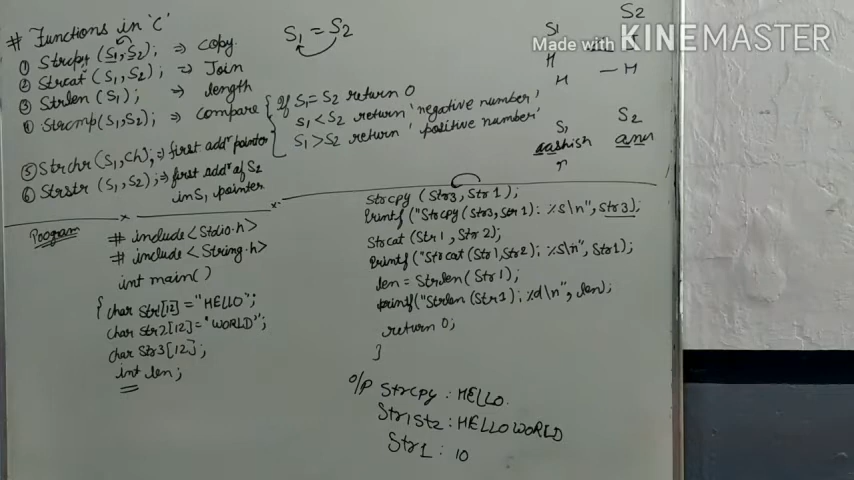 # Functions in 'C'
① Strcpy (S1, S2); ⇒ copy.
② Strcat (S1, S2); ⇒ Join
③ Strlen (S1); ⇒ length
④ Strcmp (S1, S2); ⇒ compare
If S1 = S2 return 0
S1 < S2 return 'negative number'
S1 > S2 return 'positive number'
⑤ Strchr (S1, ch); ⇒ first addr pointor
⑥ Strstr (S1, S2); ⇒ first addr of S2
in S1 pointer
S1 = S2
S1 S2
H
H — H
S1 S2
aashish
Made with KINEMASTER
Program
# include <Stdio.h>
# include <String.h>
int main()
{ char Str1[12] = "HELLO";
char str2[12] = "WORLD";
char Str3[12];
int len;
Strcpy (Str3, Str1);
Printf ("Strcpy (Str3, Str1): %s\n", Str3);
Strcat (Str1, Str2);
Printf ("Strcat (Str1, Str2); %s\n", Str1);
len = Strlen (Str1);
printf ("Strlen (Str1); %d\n", len);
return 0;
}
o/p Strcpy : HELLO.
Str1St2 : HELLOWORLD
Str1 : 10